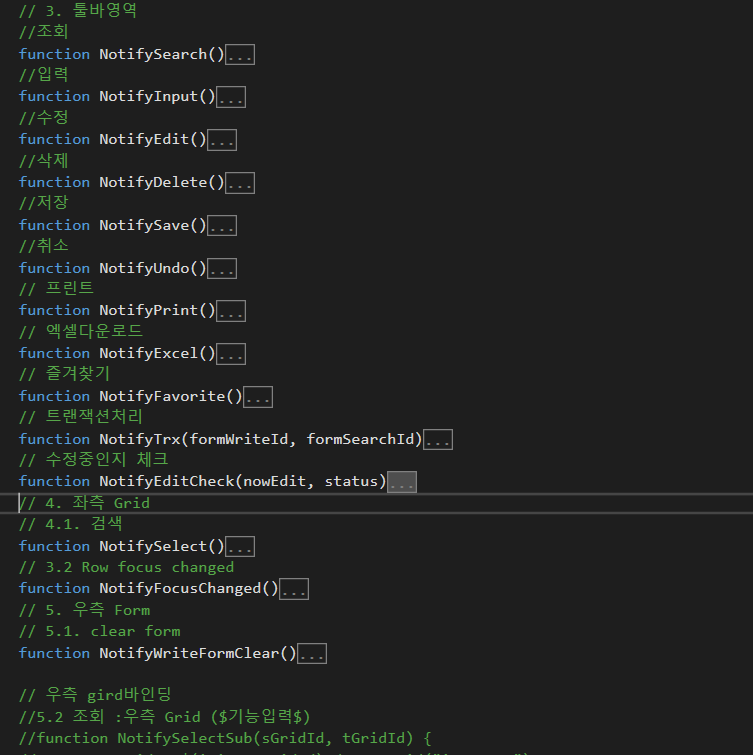 // 3. 툴바영역
//조회
function NotifySearch()...
//입력
function NotifyInput()...
//수정
function NotifyEdit()...
//삭제
function NotifyDelete()...
//저장
function NotifySave()...
//취소
function NotifyUndo()...
// 프린트
function NotifyPrint()...
// 엑셀다운로드
function NotifyExcel()...
// 즐겨찾기
function NotifyFavorite()...
// 트랜잭션처리
function NotifyTrx(formWriteId, formSearchId)...
// 수정중인지 체크
function NotifyEditCheck(nowEdit, status)...
// 4. 좌측 Grid
// 4.1. 검색
function NotifySelect()...
// 3.2 Row focus changed
function NotifyFocusChanged()...
// 5. 우측 Form
// 5.1. clear form
function NotifyWriteFormClear()...
// 우측 gird바인딩
//5.2 조회 :우측 Grid ($기능입력$)
//function NotifySelectSub(sGridId, tGridId) {